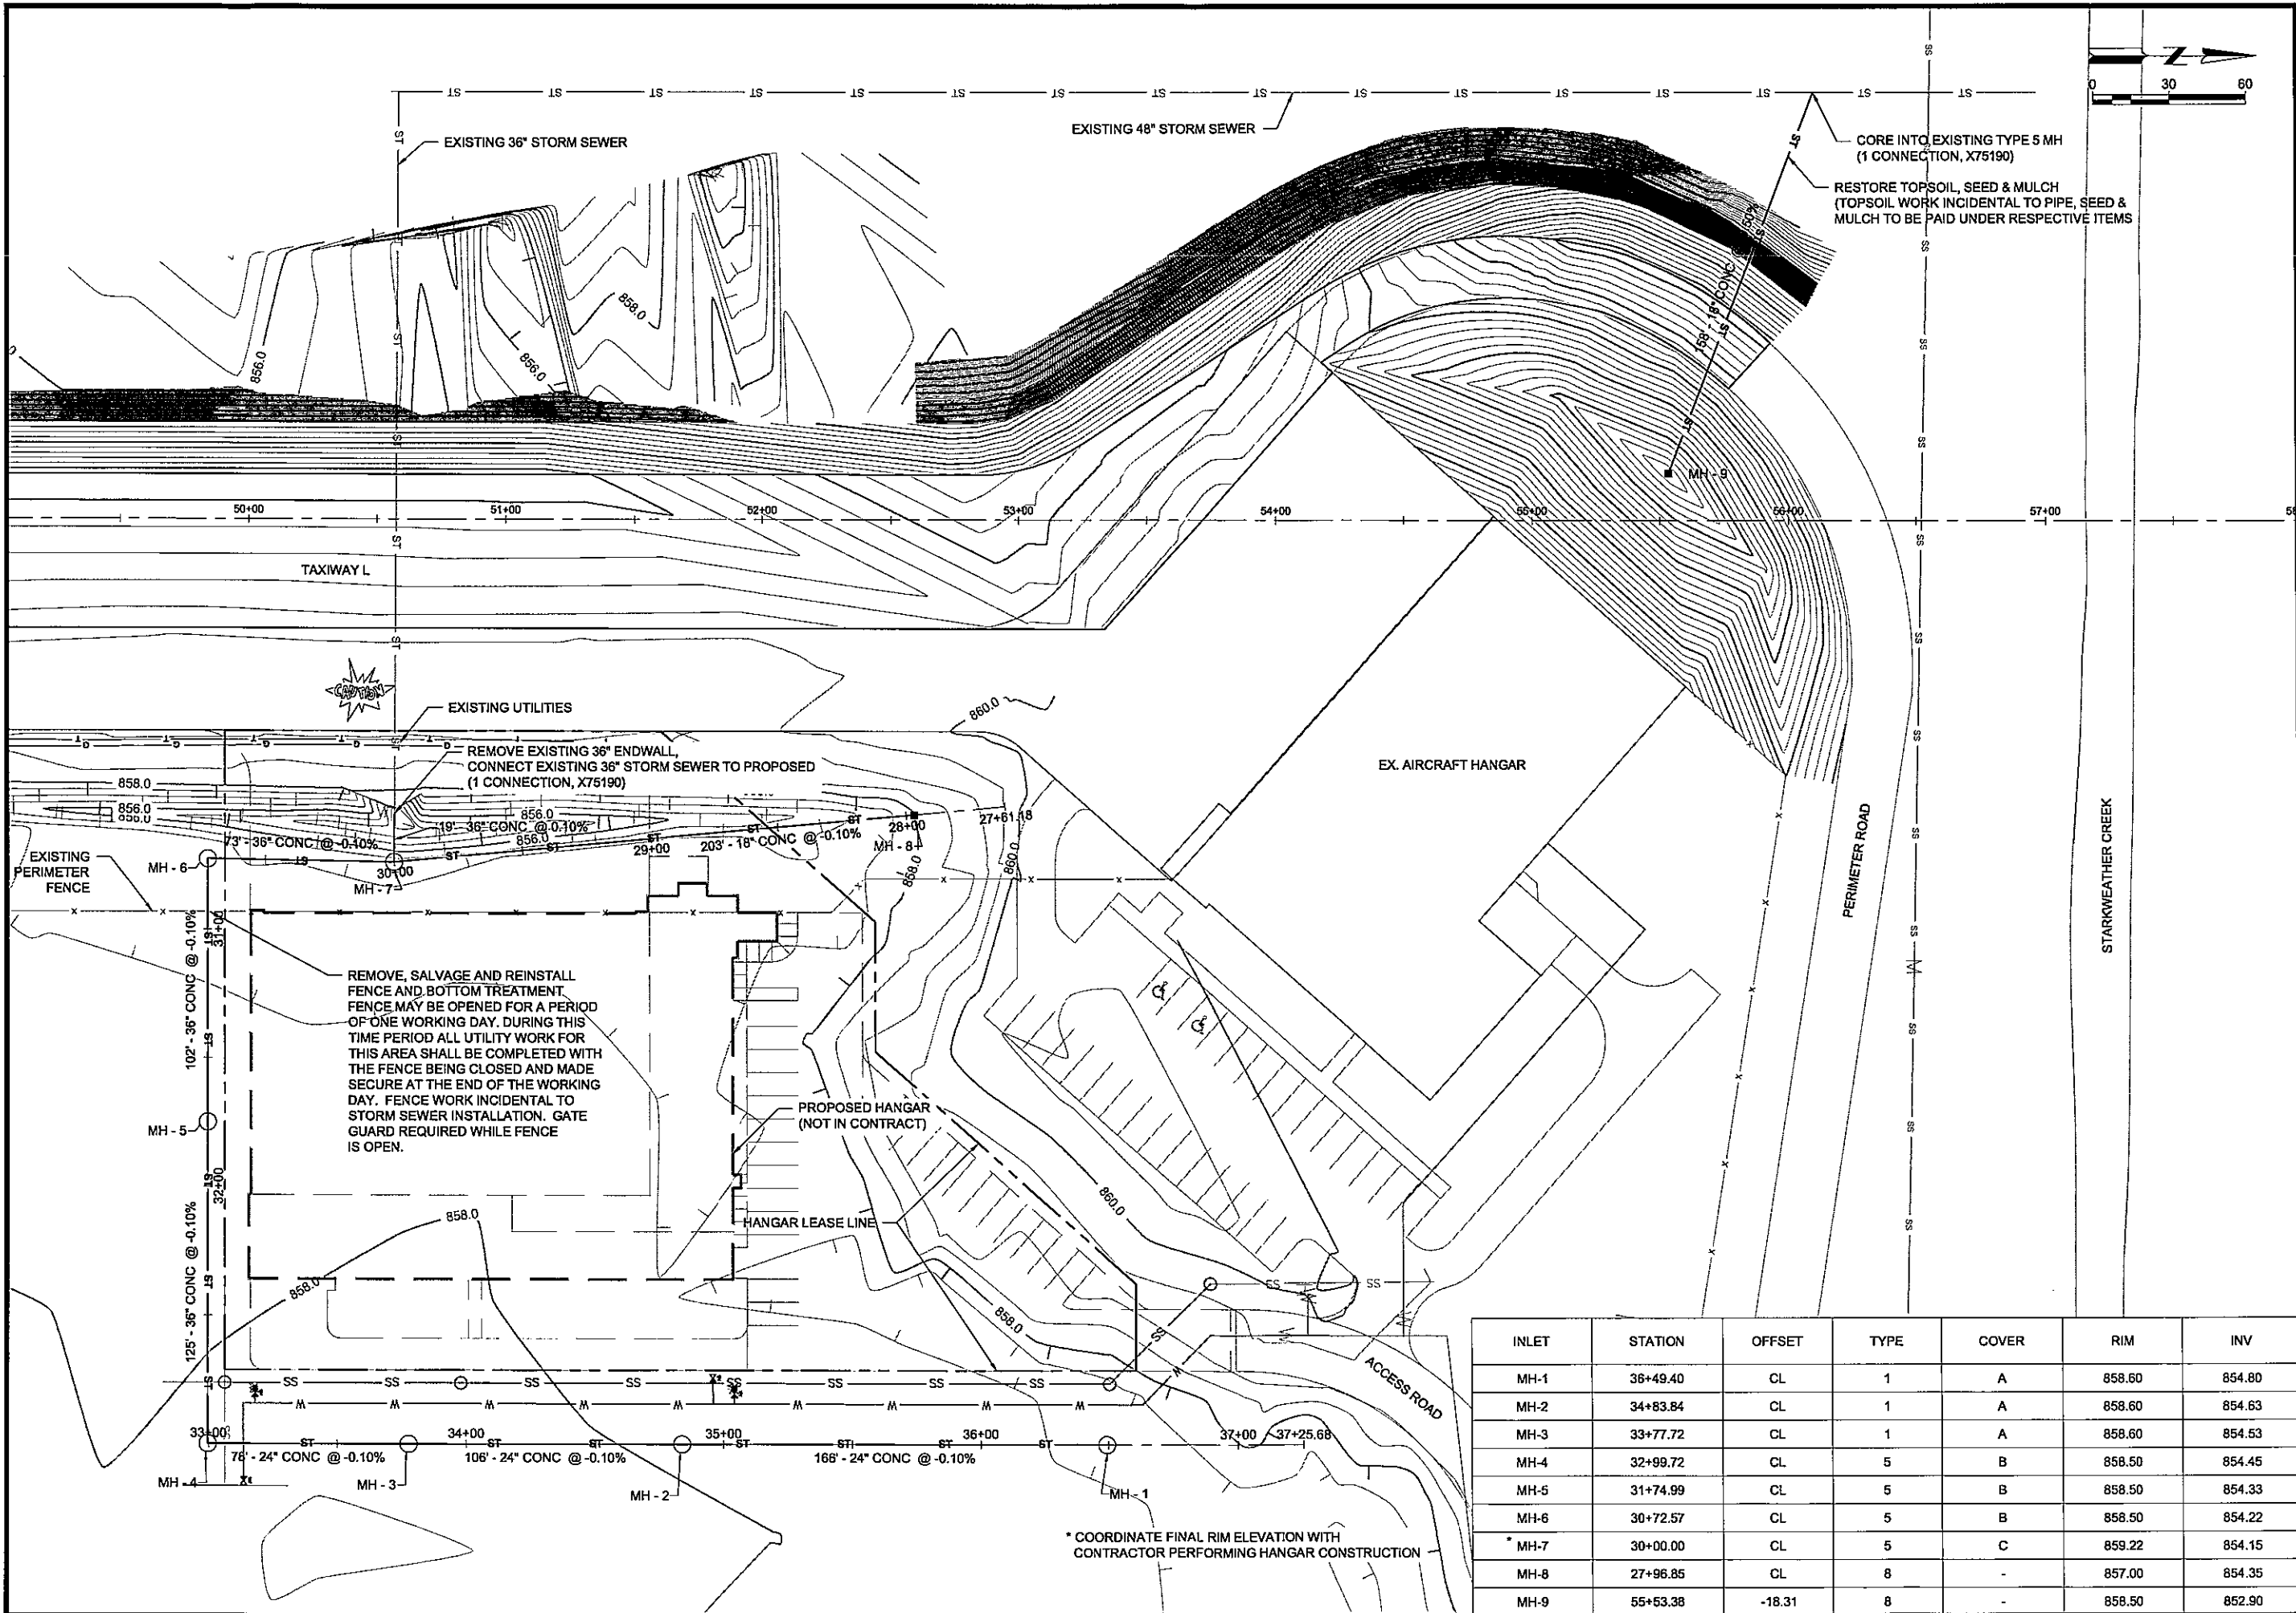 0 30 60
EXISTING 36" STORM SEWER
EXISTING 48" STORM SEWER
CORE INTO EXISTING TYPE 5 MH
(1 CONNECTION, X75190)
RESTORE TOPSOIL, SEED & MULCH
(TOPSOIL WORK INCIDENTAL TO PIPE, SEED &
MULCH TO BE PAID UNDER RESPECTIVE ITEMS
858.0
856.0
856.0
158' - 18" CONC
MH - 9
50+00 51+00 52+00 53+00 54+00 55+00 56+00 57+00
TAXIWAY L
CAUTION
EXISTING UTILITIES
860.0
REMOVE EXISTING 36" ENDWALL,
CONNECT EXISTING 36" STORM SEWER TO PROPOSED
(1 CONNECTION, X75190)
EX. AIRCRAFT HANGAR
858.0
856.0
856.0
856.0
19' - 36" CONC @ -0.10%
73' - 36" CONC @ -0.10%
856.0
29+00
203' - 18" CONC @ -0.10%
28+00
27+61.18
MH - 8
858.0
860.0
EXISTING
PERIMETER
FENCE
MH - 6
30+00
MH - 7
PERIMETER ROAD
STARKWEATHER CREEK
31+00
102' - 36" CONC @ -0.10%
REMOVE, SALVAGE AND REINSTALL
FENCE AND BOTTOM TREATMENT
FENCE MAY BE OPENED FOR A PERIOD
OF ONE WORKING DAY. DURING THIS
TIME PERIOD ALL UTILITY WORK FOR
THIS AREA SHALL BE COMPLETED WITH
THE FENCE BEING CLOSED AND MADE
SECURE AT THE END OF THE WORKING
DAY. FENCE WORK INCIDENTAL TO
STORM SEWER INSTALLATION. GATE
GUARD REQUIRED WHILE FENCE
IS OPEN.
MH - 5
PROPOSED HANGAR
(NOT IN CONTRACT)
32+00
125' - 36" CONC @ -0.10%
HANGAR LEASE LINE
858.0
858.0
860.0
858.0
ACCESS ROAD
33+00 34+00 35+00 36+00 37+00 37+25.68
78' - 24" CONC @ -0.10%
106' - 24" CONC @ -0.10%
166' - 24" CONC @ -0.10%
MH - 4
MH - 3
MH - 2
MH - 1
* COORDINATE FINAL RIM ELEVATION WITH
CONTRACTOR PERFORMING HANGAR CONSTRUCTION
INLET STATION OFFSET TYPE COVER RIM INV
MH-1 36+49.40 CL 1 A 858.60 854.80
MH-2 34+83.84 CL 1 A 858.60 854.63
MH-3 33+77.72 CL 1 A 858.60 854.53
MH-4 32+99.72 CL 5 B 858.50 854.45
MH-5 31+74.99 CL 5 B 858.50 854.33
MH-6 30+72.57 CL 5 B 858.50 854.22
* MH-7 30+00.00 CL 5 C 859.22 854.15
MH-8 27+96.85 CL 8 - 857.00 854.35
MH-9 55+53.38 -18.31 8 - 858.50 852.90